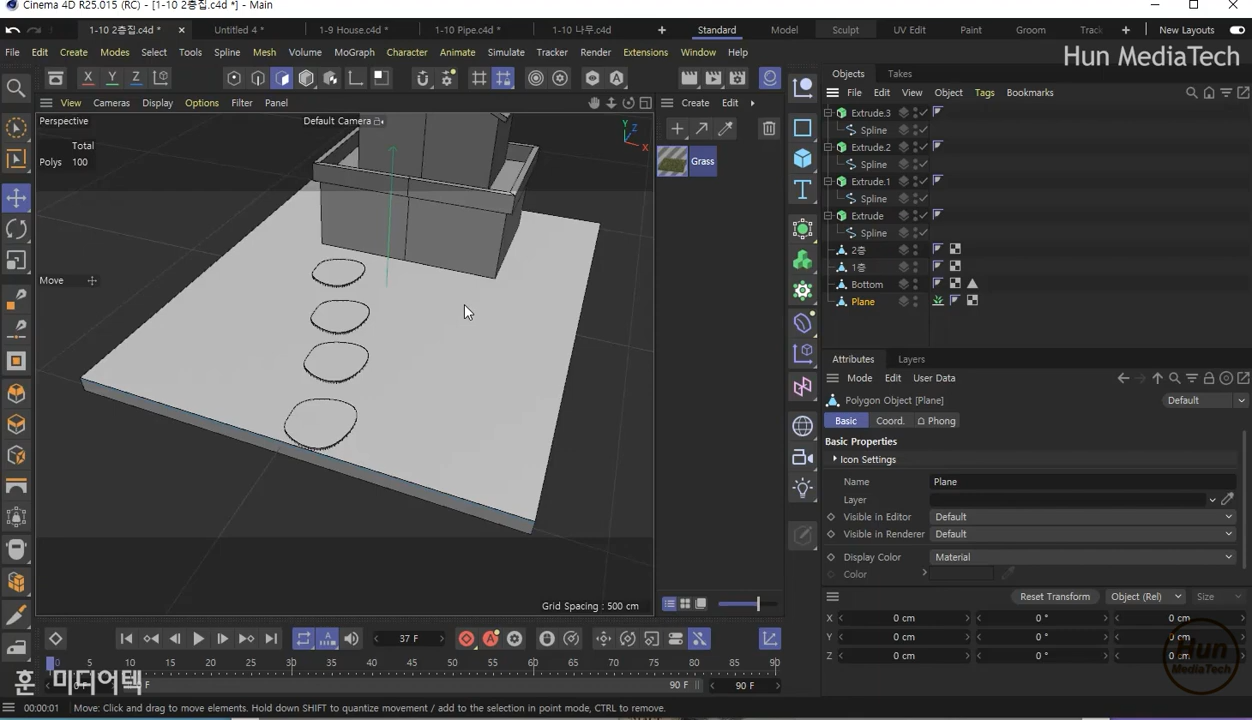 Cinema 4D R25.015 (RC) - [1-10 2층집.c4d *] - Main
1-10 2층집.c4d *
Untitled 4 *
1-9 House.c4d *
1-10 Pipe.c4d *
1-10 나무.c4d
Standard
Model
Sculpt
UV Edit
Paint
Groom
Track
New Layouts
File Edit Create Modes Select Tools Spline Mesh Volume MoGraph Character Animate Simulate Tracker Render Extensions Window Help
Hun MediaTech
X Y Z
Objects Takes
View Cameras Display Options Filter Panel
Create Edit
File Edit View Object Tags Bookmarks
Perspective
Default Camera
Total
Polys 100
Y
Z
X
Grass
Move
Grid Spacing : 500 cm
Extrude.3
Spline
Extrude.2
Spline
Extrude.1
Spline
Extrude
Spline
2층
1층
Bottom
Plane
Attributes Layers
Mode Edit User Data
Polygon Object [Plane]
Default
Basic Coord. Phong
Basic Properties
Icon Settings
Name Plane
Layer
Visible in Editor Default
Visible in Renderer Default
Display Color Material
Color
Reset Transform Object (Rel) Size
X 0 cm 0 ° 0 cm
Y 0 cm 0 ° 0 cm
Z 0 cm 0 ° 0 cm
37 F
0 5 10 15 20 25 30 35 40 45 50 55 60 65 70 75 80 85 90
0 F
90 F
90 F
훈 미디어텍
Hun
MediaTech
00:00:01 Move: Click and drag to move elements. Hold down SHIFT to quantize movement / add to the selection in point mode, CTRL to remove.